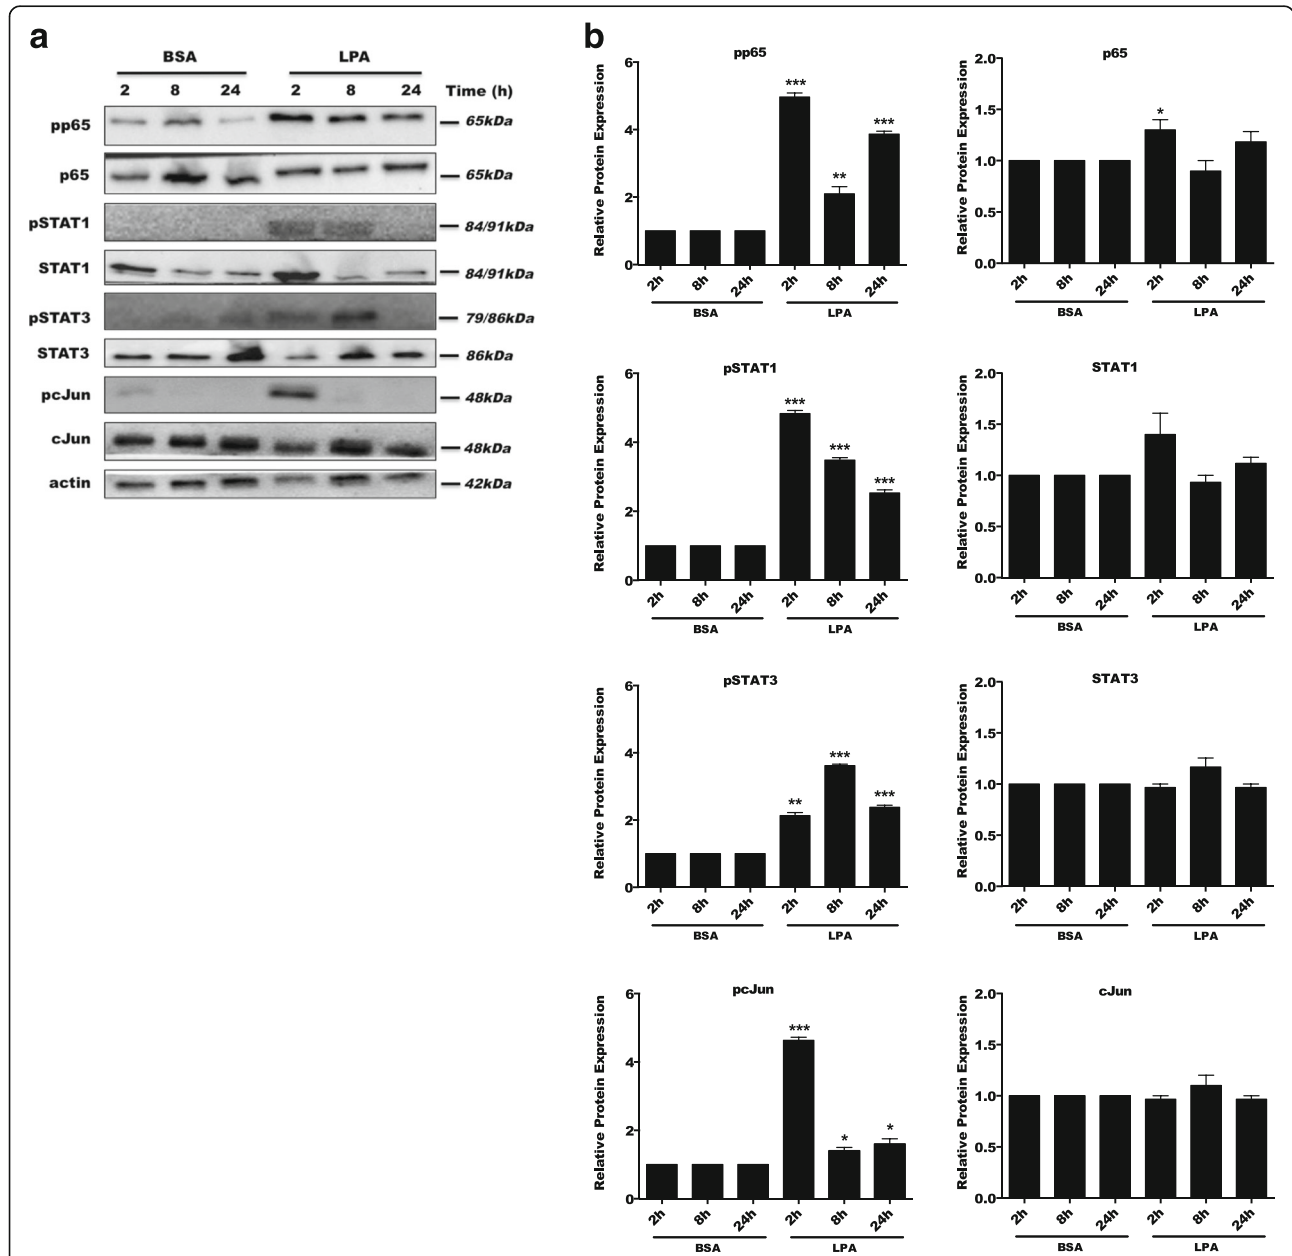 a
BSA LPA
2 8 24 2 8 24 Time (h)
pp65 65kDa
p65 65kDa
pSTAT1 84/91kDa
STAT1 84/91kDa
pSTAT3 79/86kDa
STAT3 86kDa
pcJun 48kDa
cJun 48kDa
actin 42kDa
b
pp65
Relative Protein Expression
6
4
2
0
*** ** ***
2h 8h 24h 2h 8h 24h
BSA LPA
p65
Relative Protein Expression
2.0
1.5
1.0
0.5
0.0
*
2h 8h 24h 2h 8h 24h
BSA LPA
pSTAT1
Relative Protein Expression
6
4
2
0
*** *** ***
2h 8h 24h 2h 8h 24h
BSA LPA
STAT1
Relative Protein Expression
2.0
1.5
1.0
0.5
0.0
2h 8h 24h 2h 8h 24h
BSA LPA
pSTAT3
Relative Protein Expression
6
4
2
0
** *** ***
2h 8h 24h 2h 8h 24h
BSA LPA
STAT3
Relative Protein Expression
2.0
1.5
1.0
0.5
0.0
2h 8h 24h 2h 8h 24h
BSA LPA
pcJun
Relative Protein Expression
6
4
2
0
*** * *
2h 8h 24h 2h 8h 24h
BSA LPA
cJun
Relative Protein Expression
2.0
1.5
1.0
0.5
0.0
2h 8h 24h 2h 8h 24h
BSA LPA